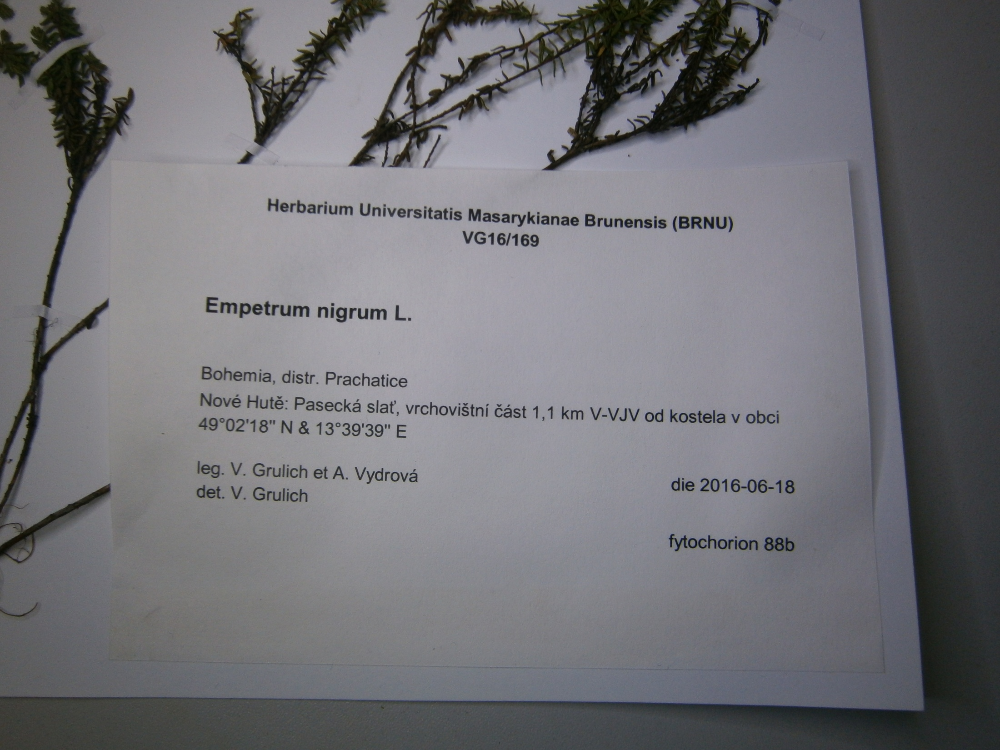 Herbarium Universitatis Masarykianae Brunensis (BRNU)
VG16/169
Empetrum nigrum L.
Bohemia, distr. Prachatice
Nové Hutě: Pasecká slať, vrchovištní část 1,1 km V-VJV od kostela v obci
49°02'18" N & 13°39'39" E
leg. V. Grulich et A. Vydrová
det. V. Grulich
die 2016-06-18
fytochorion 88b